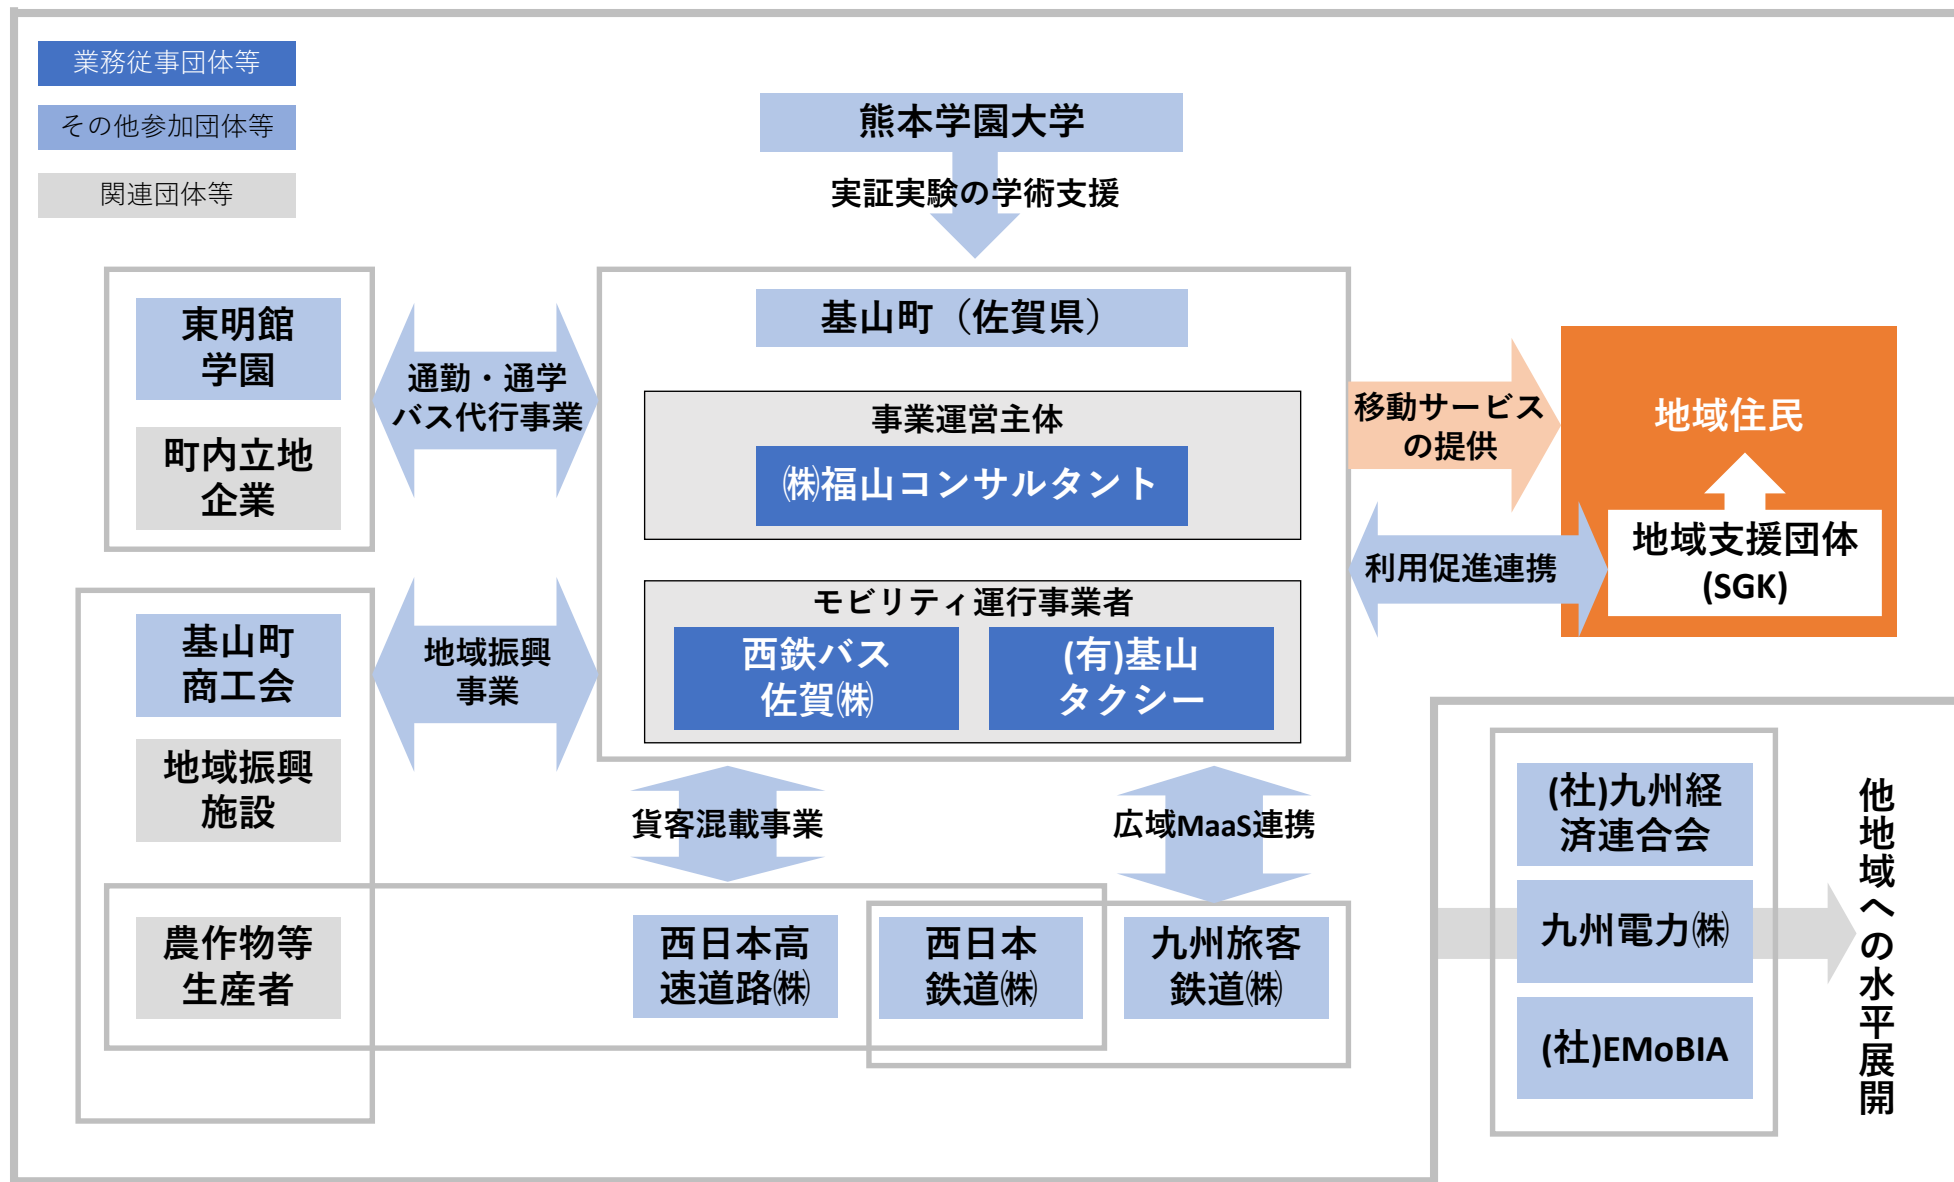 業務従事団体等
その他参加団体等
関連団体等
熊本学園大学
実証実験の学術支援
東明館
学園
町内立地
企業
通勤・通学
バス代行事業
基山町（佐賀県）
事業運営主体
㈱福山コンサルタント
モビリティ運行事業者
西鉄バス
佐賀㈱
(有)基山
タクシー
移動サービス
の提供
地域住民
利用促進連携
地域支援団体
(SGK)
基山町
商工会
地域振興
施設
地域振興
事業
貨客混載事業
広域MaaS連携
農作物等
生産者
西日本高
速道路㈱
西日本
鉄道㈱
九州旅客
鉄道㈱
(社)九州経
済連合会
九州電力㈱
(社)EMoBIA
他地域への水平展開